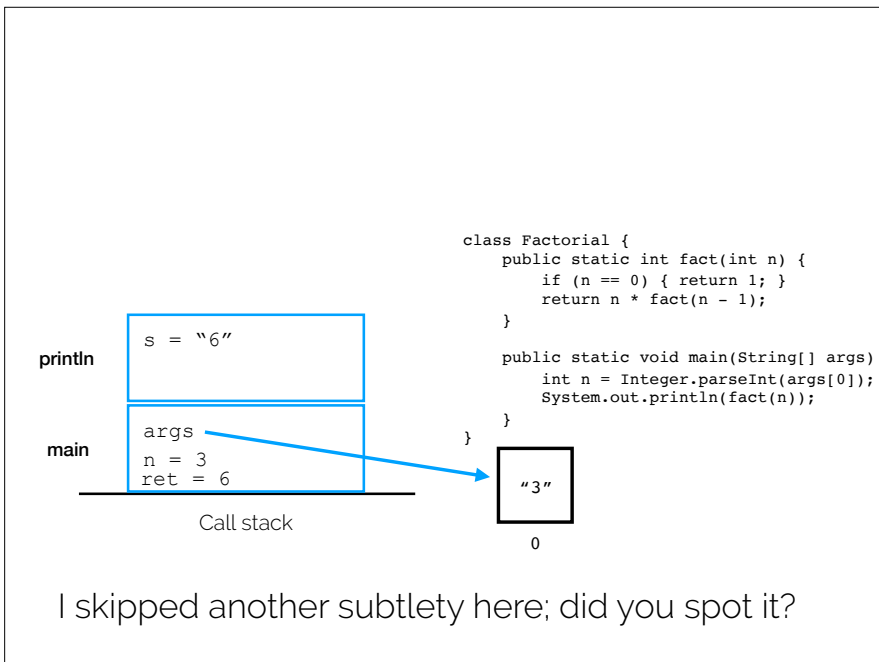 class Factorial {
    public static int fact(int n) {
        if (n == 0) { return 1; }
        return n * fact(n - 1);
    }
    public static void main(String[] args)
        int n = Integer.parseInt(args[0]);
        System.out.println(fact(n));
    }
}
println
s = “6”
main
args
n = 3
ret = 6
Call stack
“3”
0
I skipped another subtlety here; did you spot it?